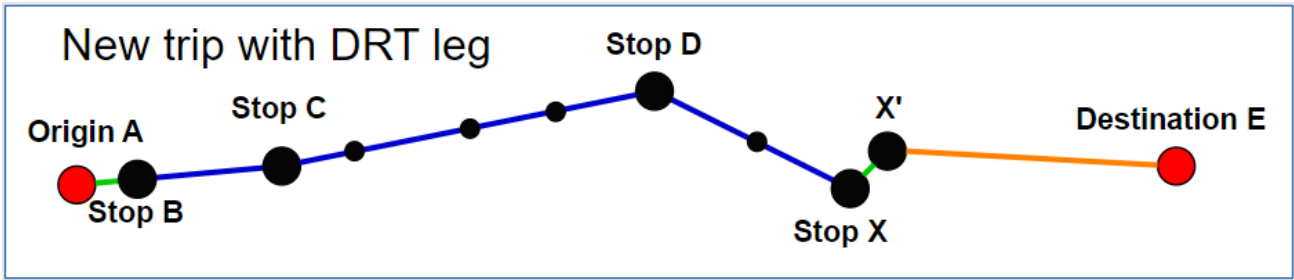 New trip with DRT leg
Stop D
Stop C
X'
Destination E
Origin A
Stop B
Stop X